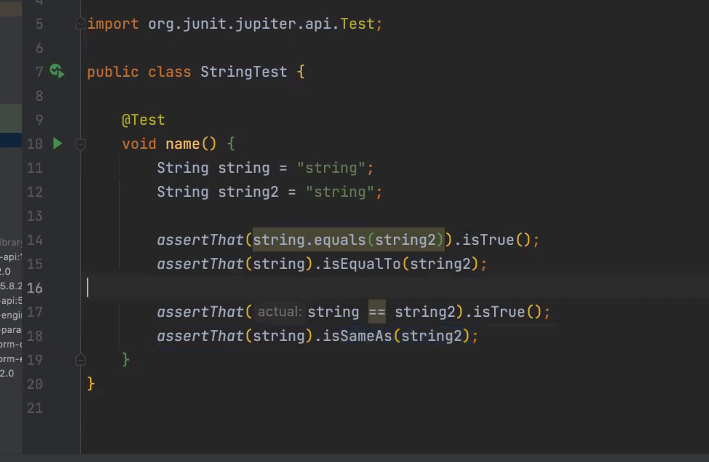 4
5 import org.junit.jupiter.api.Test;
6
7 public class StringTest {
8
9 @Test
10 void name() {
11 String string = "string";
12 String string2 = "string";
13
14 assertThat(string.equals(string2)).isTrue();
15 assertThat(string).isEqualTo(string2);
16
17 assertThat( actual: string == string2).isTrue();
18 assertThat(string).isSameAs(string2);
19 }
20 }
21
library
-api:1
2.0
5.8.2
-api:5
-engin
-para
orm-c
orm-e
2.0